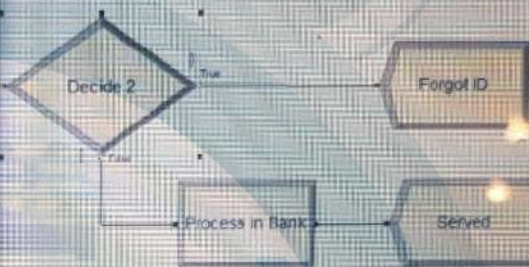 Decide 2
True
Forgot ID
False
Process in Bank
Served